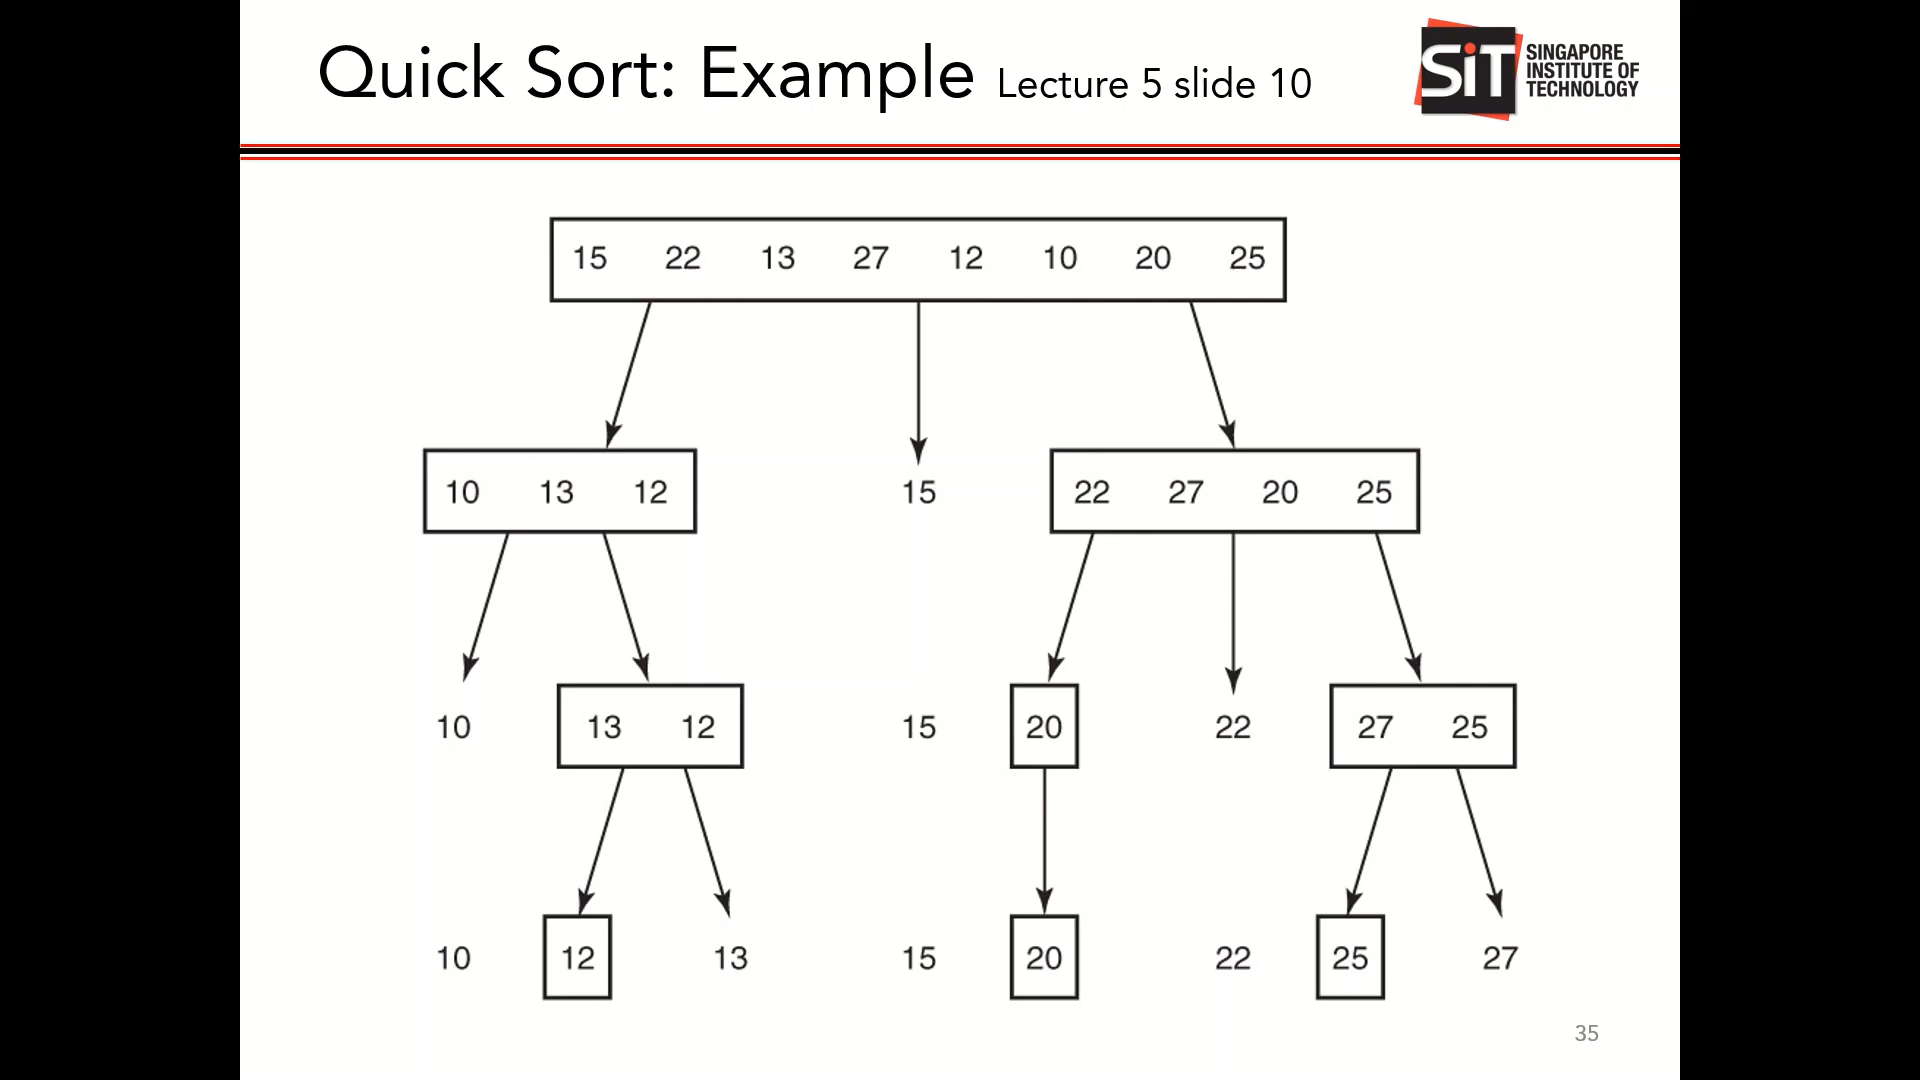 Quick Sort: Example Lecture 5 slide 10
SiT
SINGAPORE
INSTITUTE OF
TECHNOLOGY
15 22 13 27 12 10 20 25
10 13 12 15 22 27 20 25
10 13 12 15 20 22 27 25
10 12 13 15 20 22 25 27
35